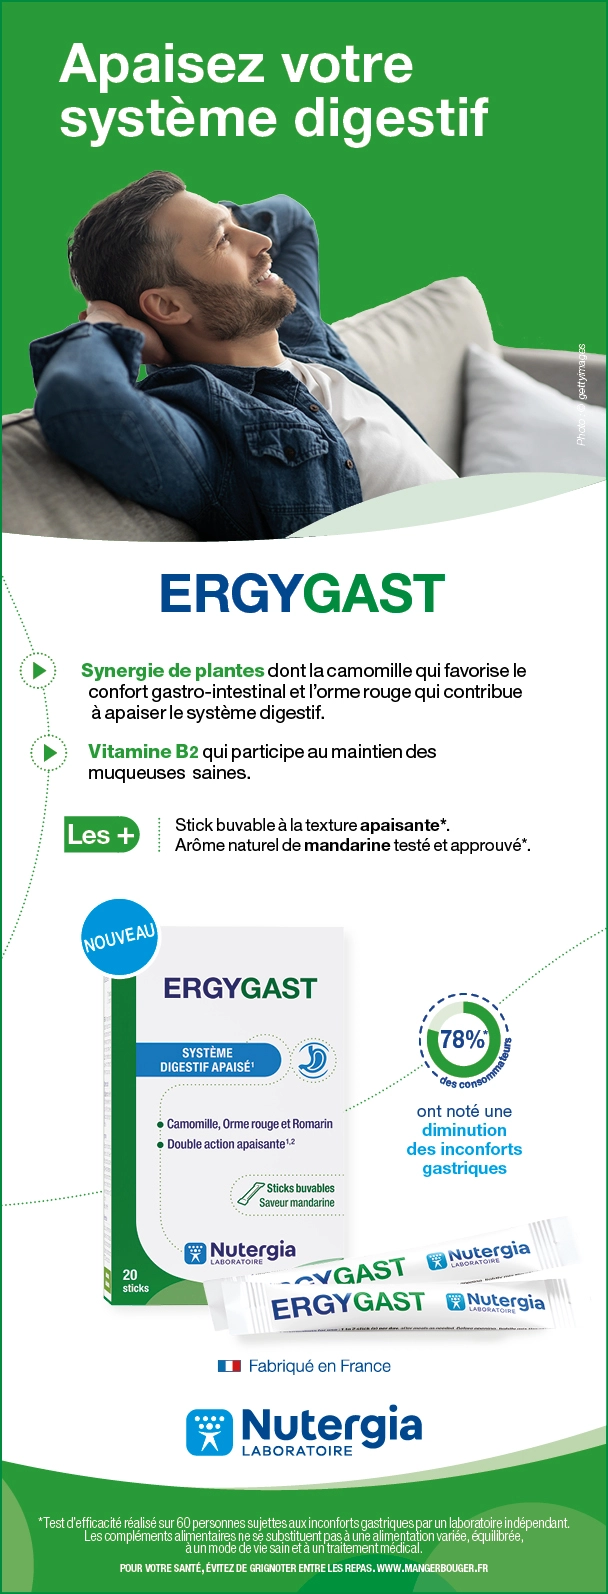 Apaisez votre
système digestif
Photo : © gettyimages
ERGYGAST
Synergie de plantes dont la camomille qui favorise le
confort gastro-intestinal et l'orme rouge qui contribue
à apaiser le système digestif.
Vitamine B2 qui participe au maintien des
muqueuses saines.
Les +
Stick buvable à la texture apaisante*.
Arôme naturel de mandarine testé et approuvé*.
NOUVEAU
ERGYGAST
SYSTÈME
DIGESTIF APAISÉ¹
• Camomille, Orme rouge et Romarin
• Double action apaisante¹,²
Sticks buvables
Saveur mandarine
Nutergia
LABORATOIRE
20
sticks
78%*
des consommateurs
ont noté une
diminution
des inconforts
gastriques
GAST
Nutergia
LABORATOIRE
ERGYGAST
Nutergia
LABORATOIRE
Fabriqué en France
Nutergia
LABORATOIRE
*Test d'efficacité réalisé sur 60 personnes sujettes aux inconforts gastriques par un laboratoire indépendant.
Les compléments alimentaires ne se substituent pas à une alimentation variée, équilibrée,
à un mode de vie sain et à un traitement médical.
POUR VOTRE SANTÉ, ÉVITEZ DE GRIGNOTER ENTRE LES REPAS. WWW.MANGERBOUGER.FR